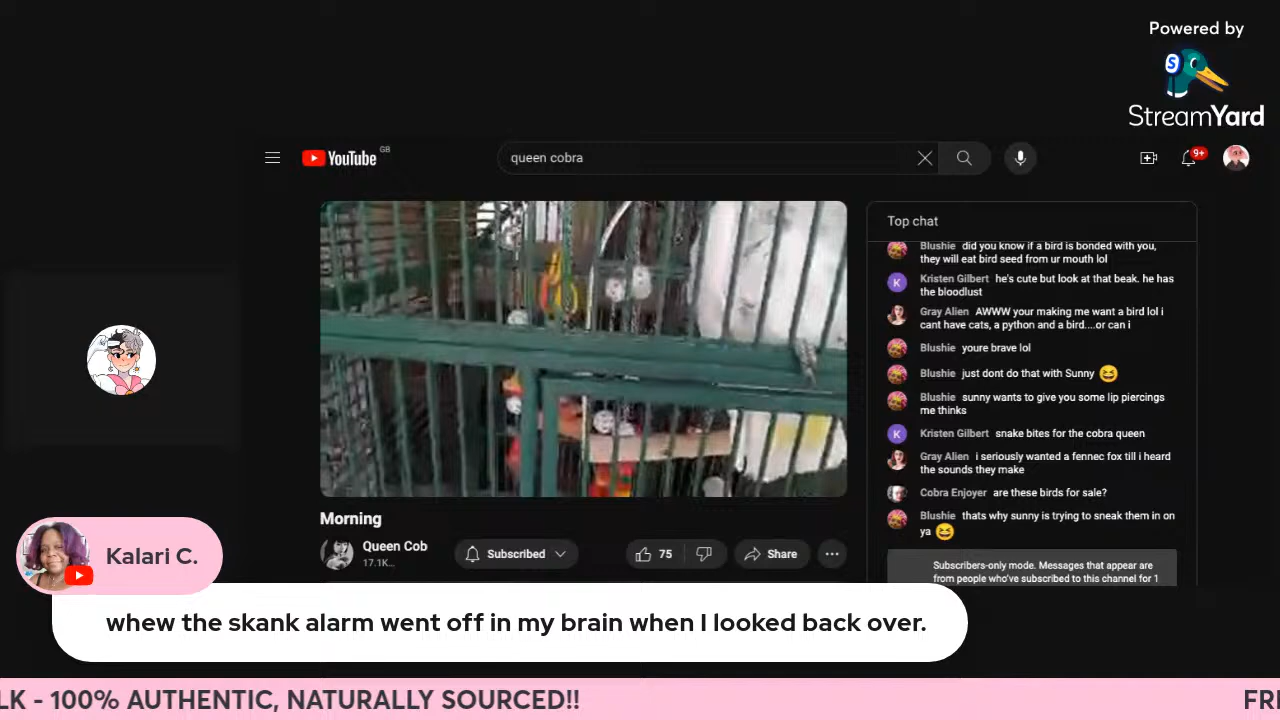 Powered by
StreamYard
YouTube GB
queen cobra
9+
Top chat
Blushie did you know if a bird is bonded with you,
they will eat bird seed from ur mouth lol
K Kristen Gilbert he's cute but look at that beak. he has
the bloodlust
Gray Alien AWWW your making me want a bird lol i
cant have cats, a python and a bird....or can i
Blushie youre brave lol
Blushie just dont do that with Sunny 😆
Blushie sunny wants to give you some lip piercings
me thinks
K Kristen Gilbert snake bites for the cobra queen
Gray Alien i seriously wanted a fennec fox till i heard
the sounds they make
Cobra Enjoyer are these birds for sale?
Blushie thats why sunny is trying to sneak them in on
ya 😆
Subscribers-only mode. Messages that appear are
from people who've subscribed to this channel for 1
Morning
Queen Cob
17.1K...
Subscribed
75
Share
Kalari C.
whew the skank alarm went off in my brain when I looked back over.
LK - 100% AUTHENTIC, NATURALLY SOURCED!! FRE